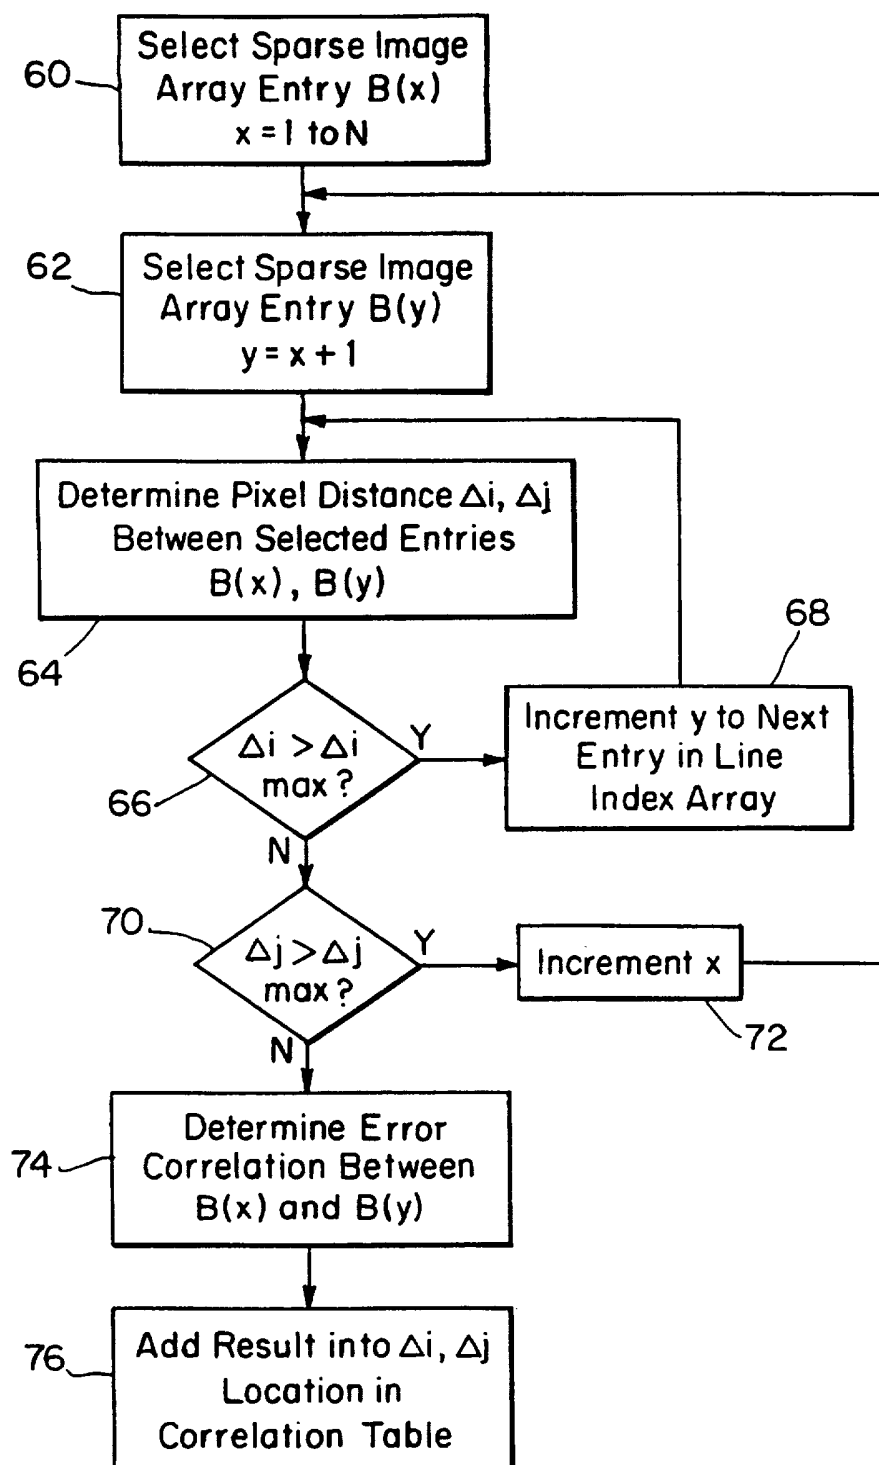 60
Select Sparse Image
Array Entry B(x)
x = 1 to N
62
Select Sparse Image
Array Entry B(y)
y = x + 1
Determine Pixel Distance Δi, Δj
Between Selected Entries
B(x), B(y)
64
68
Increment y to Next
Entry in Line
Index Array
Δi > Δi
max?
Y
66
N
70
Δj > Δj
max?
Y
Increment x
72
N
74
Determine Error
Correlation Between
B(x) and B(y)
76
Add Result into Δi, Δj
Location in
Correlation Table